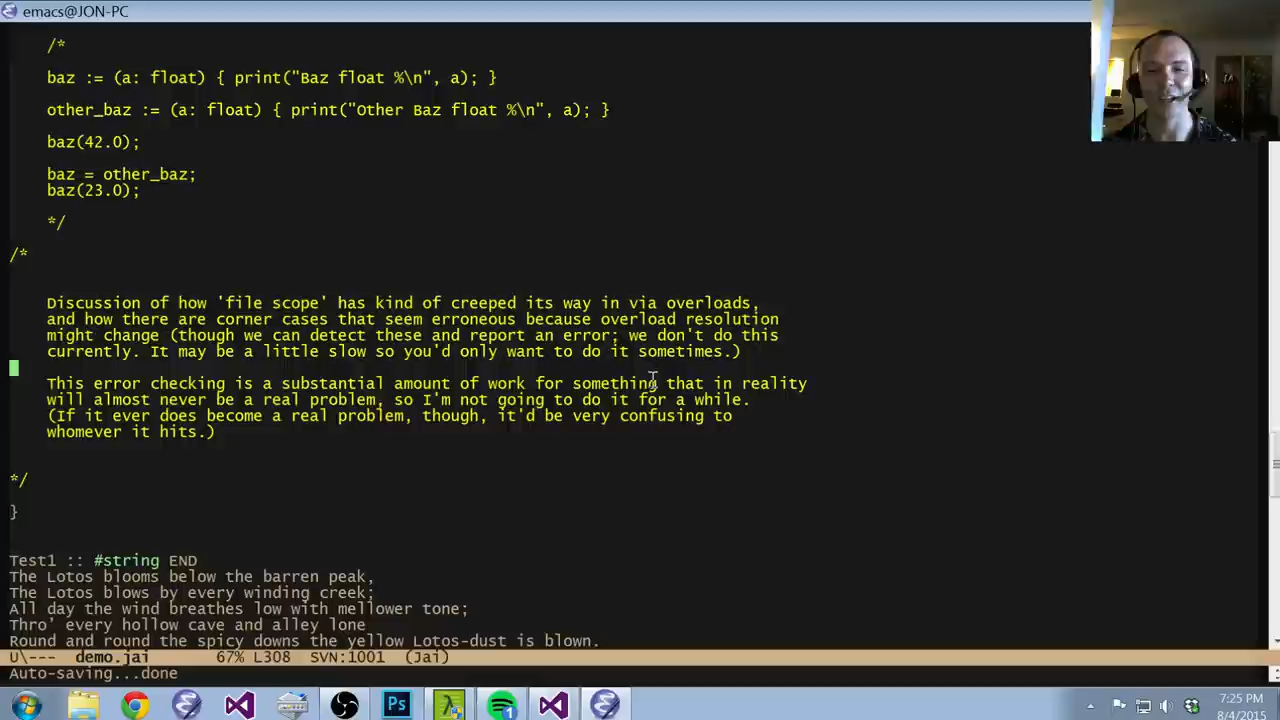 emacs@JON-PC
/*
baz := (a: float) { print("Baz float %\n", a); }
other_baz := (a: float) { print("Other Baz float %\n", a); }
baz(42.0);
baz = other_baz;
baz(23.0);
*/
/*
Discussion of how 'file scope' has kind of creeped its way in via overloads,
and how there are corner cases that seem erroneous because overload resolution
might change (though we can detect these and report an error; we don't do this
currently. It may be a little slow so you'd only want to do it sometimes.)
This error checking is a substantial amount of work for something that in reality
will almost never be a real problem, so I'm not going to do it for a while.
(If it ever does become a real problem, though, it'd be very confusing to
whomever it hits.)
*/
}
Test1 :: #string END
The Lotos blooms below the barren peak,
The Lotos blows by every winding creek;
All day the wind breathes low with mellower tone;
Thro' every hollow cave and alley lone
Round and round the spicy downs the yellow Lotos-dust is blown.
U\--- demo.jai 67% L308 SVN:1001 (Jai)
Auto-saving...done
Ps
1
7:25 PM
8/4/2015